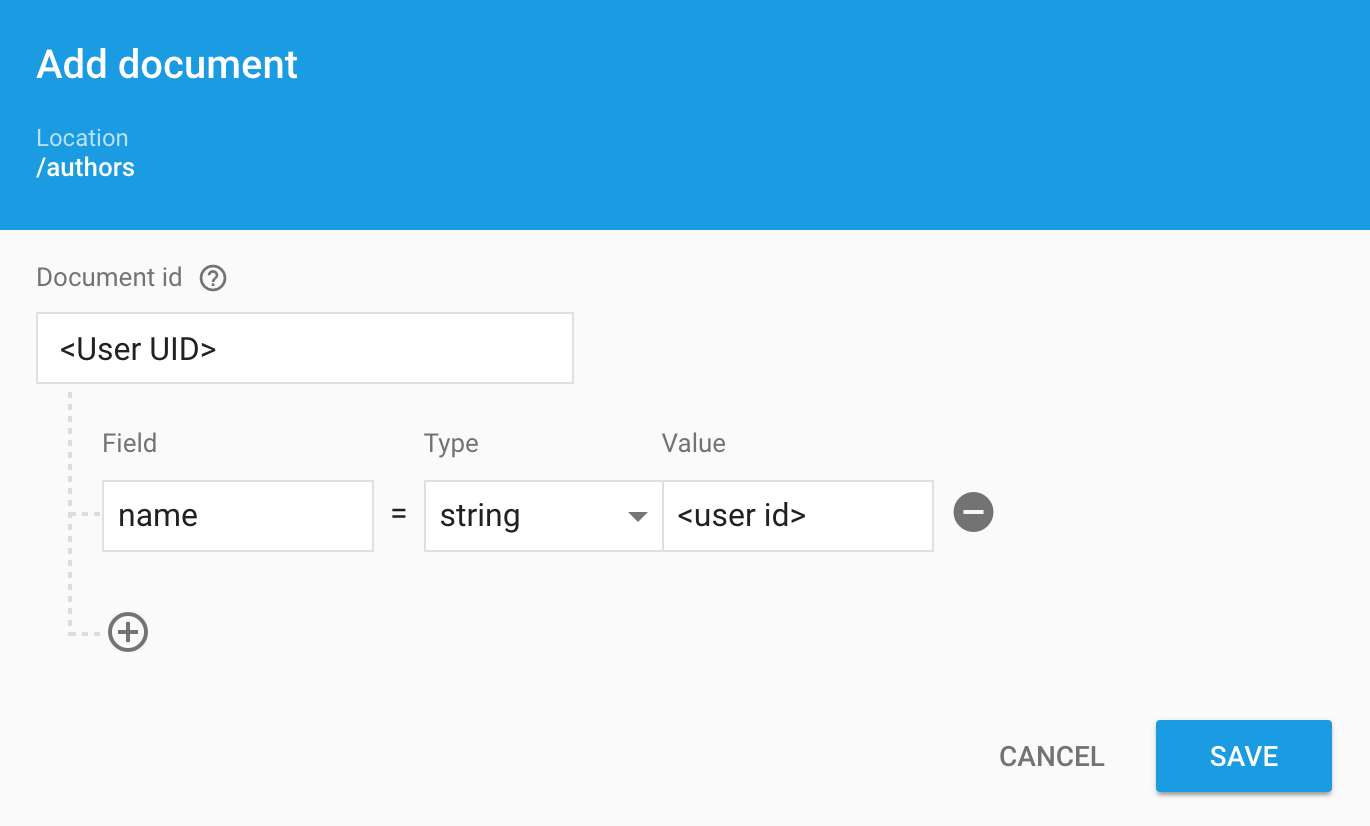 Add document
Location
/authors
Document id ?
<User UID>
Field Type Value
name = string <user id>
CANCEL SAVE